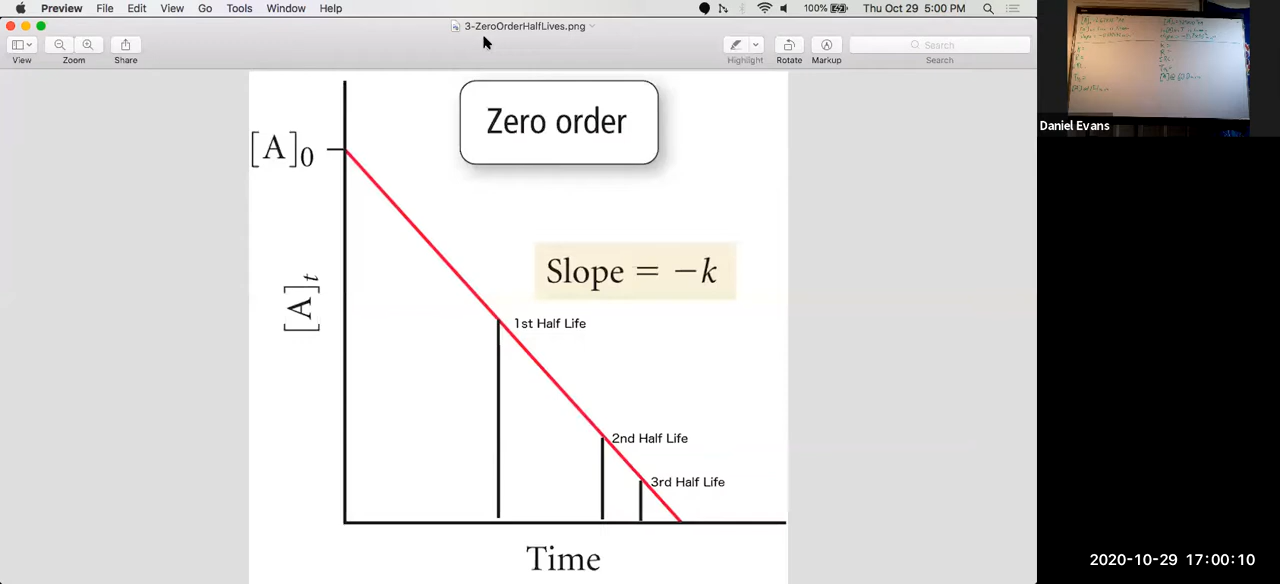 Preview File Edit View Go Tools Window Help 100% Thu Oct 29 5:00 PM
3-ZeroOrderHalfLives.png
View Zoom Share Highlight Rotate Markup Search
Search
Zero order
[A]0
Slope = −k
[A]t
1st Half Life
2nd Half Life
3rd Half Life
Time
Daniel Evans
2020-10-29 17:00:10